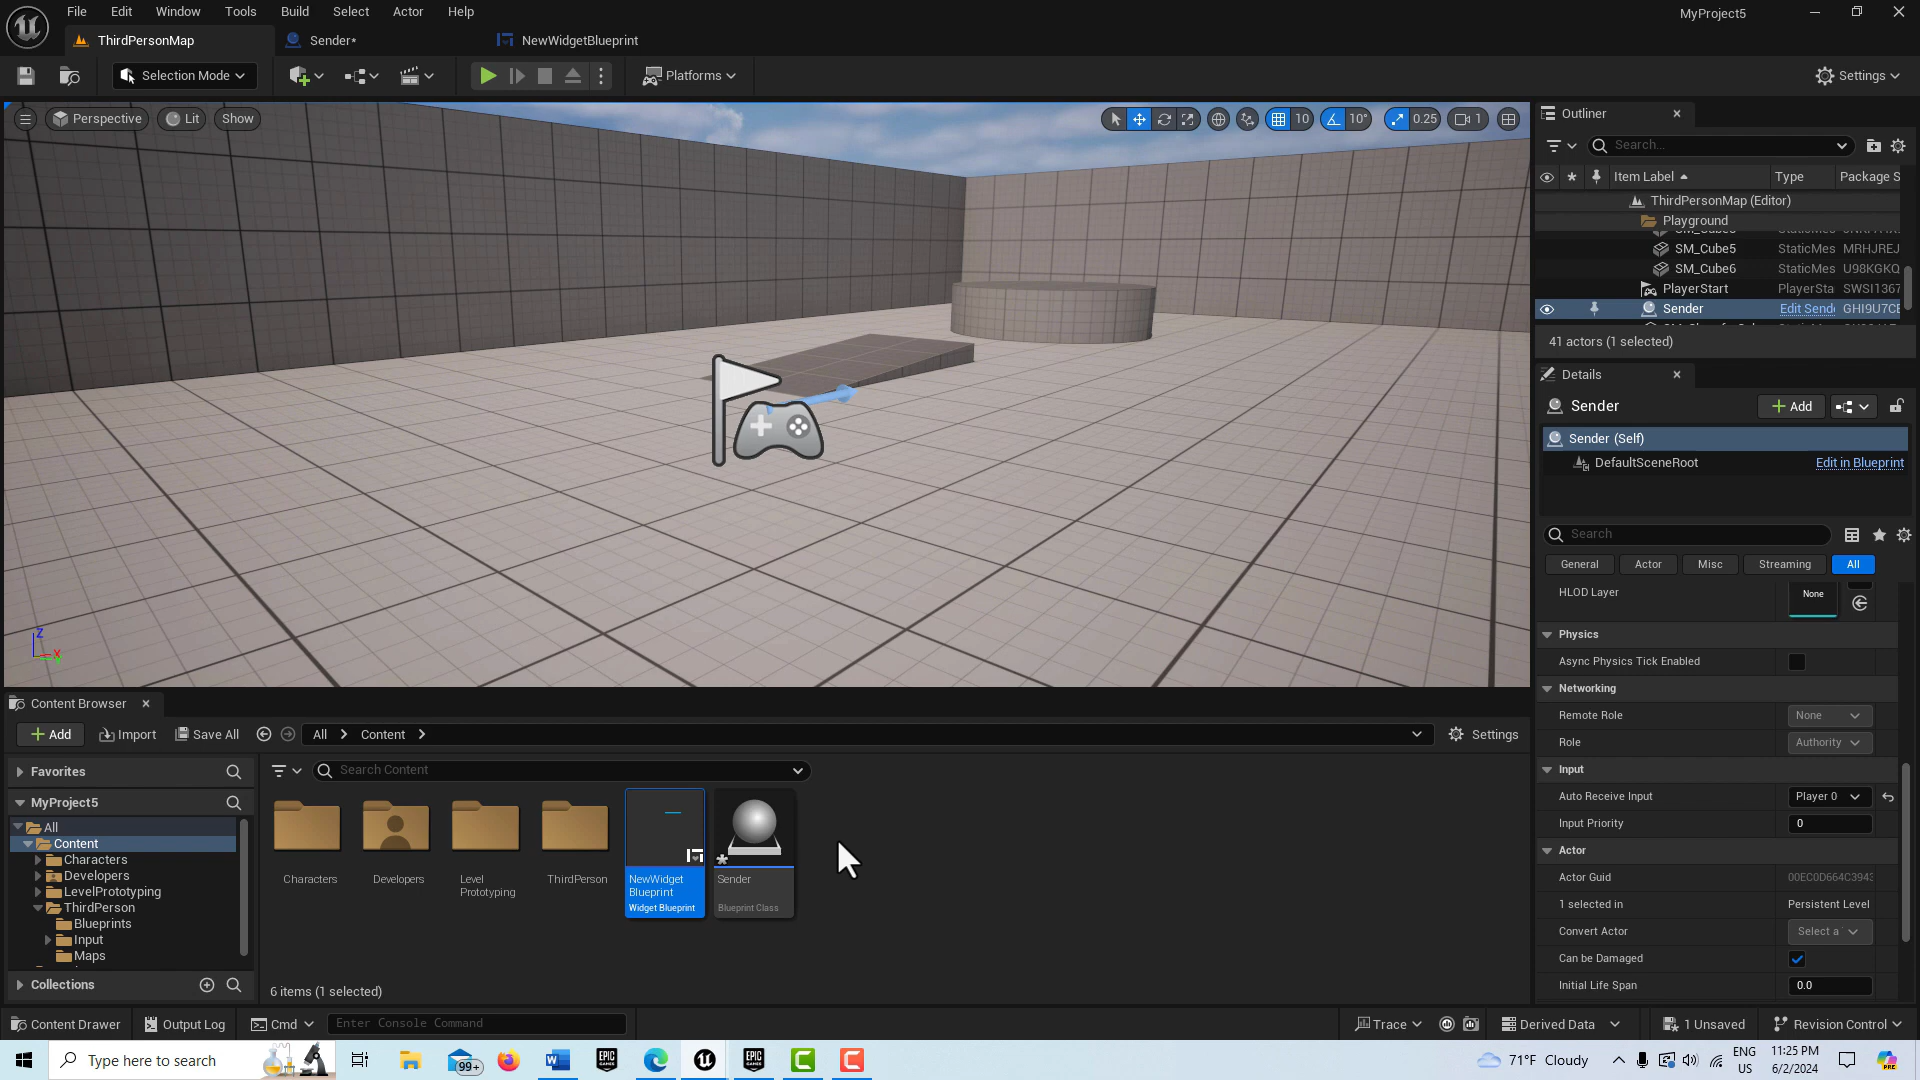 File Edit Window Tools Build Select Actor Help
MyProject5
ThirdPersonMap
Sender*
NewWidgetBlueprint
Selection Mode
Platforms
Settings
Perspective
Lit
Show
10
10°
0.25
1
Outliner
Search...
Item Label
Type
Package S
ThirdPersonMap (Editor)
Playground
SM_Cube5 StaticMes MRHJREJ
SM_Cube6 StaticMes U98KGKQ
PlayerStart PlayerSta SWSI1367
Sender Edit Send GHI9U7CE
41 actors (1 selected)
Details
Sender
Add
Sender (Self)
DefaultSceneRoot
Edit in Blueprint
Search
General Actor Misc Streaming All
HLOD Layer
None
Physics
Async Physics Tick Enabled
Networking
Remote Role None
Role Authority
Input
Auto Receive Input Player 0
Input Priority 0
Actor
Actor Guid 00EC0D664C3943
1 selected in Persistent Level
Convert Actor Select a
Can be Damaged
Initial Life Span 0.0
Content Browser
Add
Import
Save All
All
Content
Settings
Favorites
MyProject5
All
Content
Characters
Developers
LevelPrototyping
ThirdPerson
Blueprints
Input
Maps
Collections
Search Content
Characters
Developers
Level
Prototyping
ThirdPerson
NewWidget
Blueprint
Widget Blueprint
Sender
Blueprint Class
6 items (1 selected)
Content Drawer
Output Log
Cmd
Enter Console Command
Trace
Derived Data
1 Unsaved
Revision Control
Type here to search
99+
EPIC
GAMES
EPIC
GAMES
71°F Cloudy
ENG
US
11:25 PM
6/2/2024
PRE